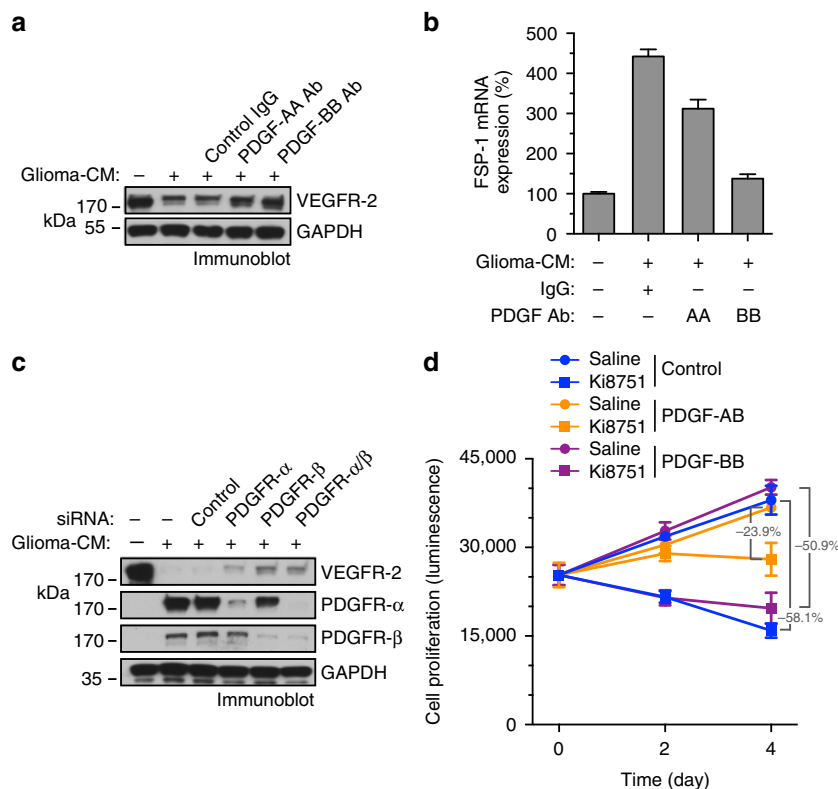 a
Control IgG
PDGF-AA Ab
PDGF-BB Ab
Glioma-CM: – + + + +
170 – VEGFR-2
kDa
55 – GAPDH
Immunoblot
b
FSP-1 mRNA
expression (%)
500
400
300
200
100
0
Glioma-CM: – + + +
IgG: – + – –
PDGF Ab: – – AA BB
c
Control
PDGFR-α
PDGFR-β
PDGFR-α/β
siRNA: – –
Glioma-CM: – + + + + +
170 – VEGFR-2
kDa
170 – PDGFR-α
170 – PDGFR-β
35 – GAPDH
Immunoblot
d
Saline
Ki8751
Control
Saline
Ki8751
PDGF-AB
Saline
Ki8751
PDGF-BB
Cell proliferation (luminescence)
45,000
30,000
15,000
0
–23.9%
–50.9%
–58.1%
0 2 4
Time (day)